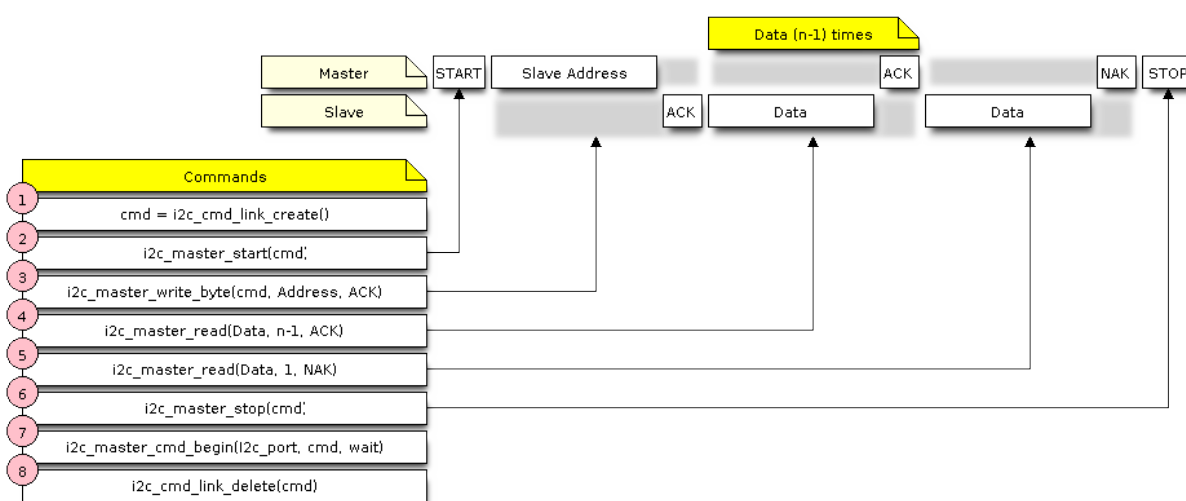 Data (n-1) times
Master START Slave Address ACK NAK STOP
Slave ACK Data Data
Commands
1
cmd = i2c_cmd_link_create()
2
i2c_master_start(cmd)
3
i2c_master_write_byte(cmd, Address, ACK)
4
i2c_master_read(Data, n-1, ACK)
5
i2c_master_read(Data, 1, NAK)
6
i2c_master_stop(cmd)
7
i2c_master_cmd_begin(I2c_port, cmd, wait)
8
i2c_cmd_link_delete(cmd)